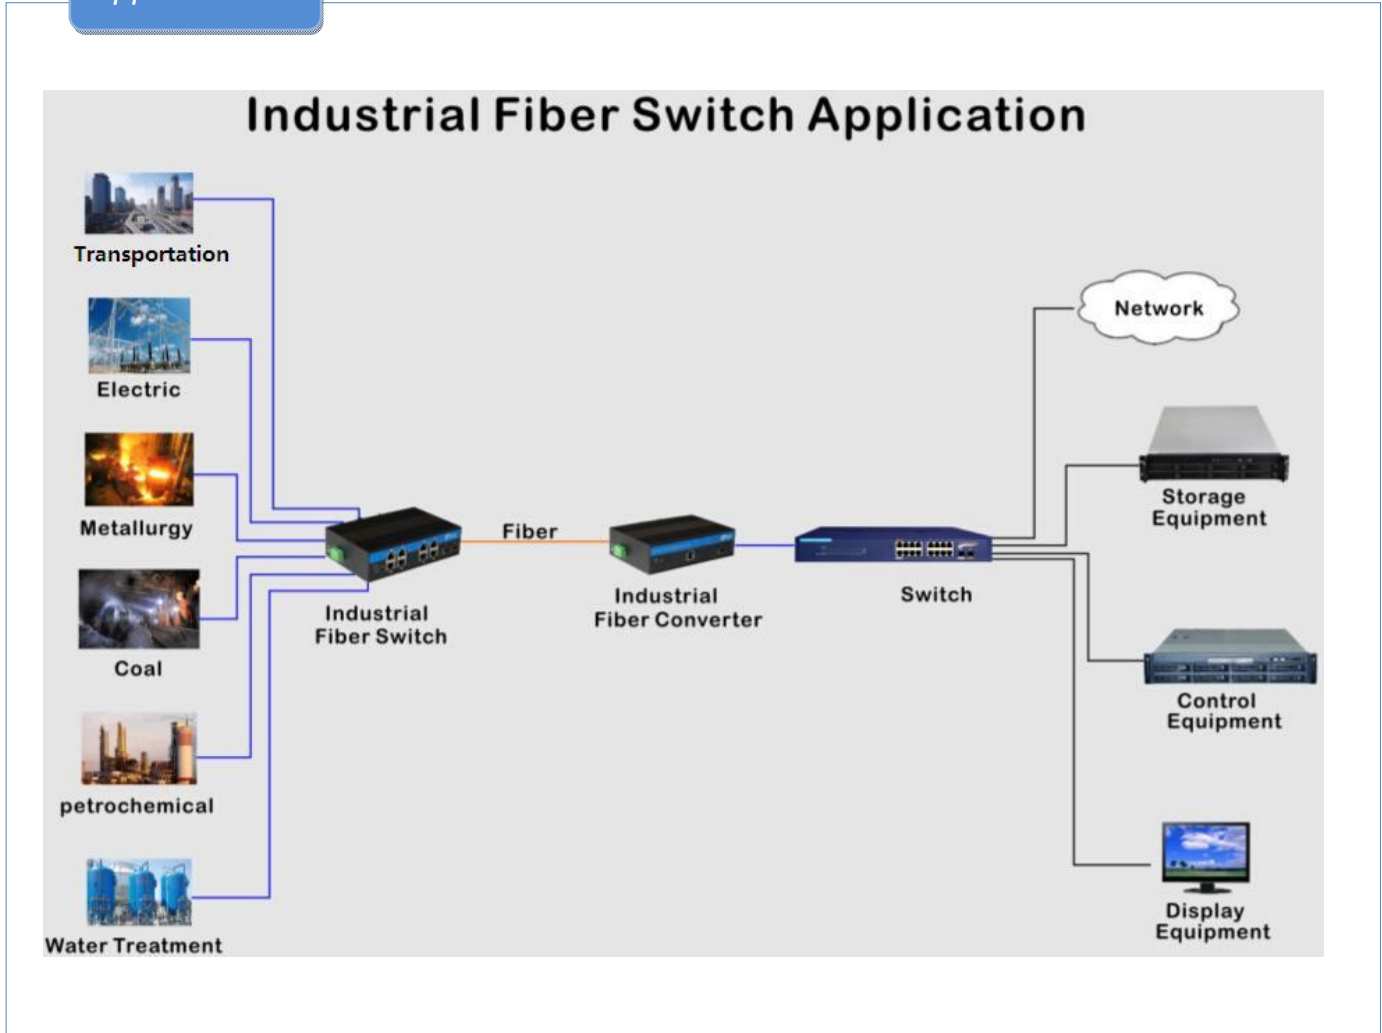 Industrial Fiber Switch Application
Transportation
Electric
Metallurgy
Coal
petrochemical
Water Treatment
Industrial
Fiber Switch
Fiber
Industrial
Fiber Converter
Switch
Network
Storage
Equipment
Control
Equipment
Display
Equipment